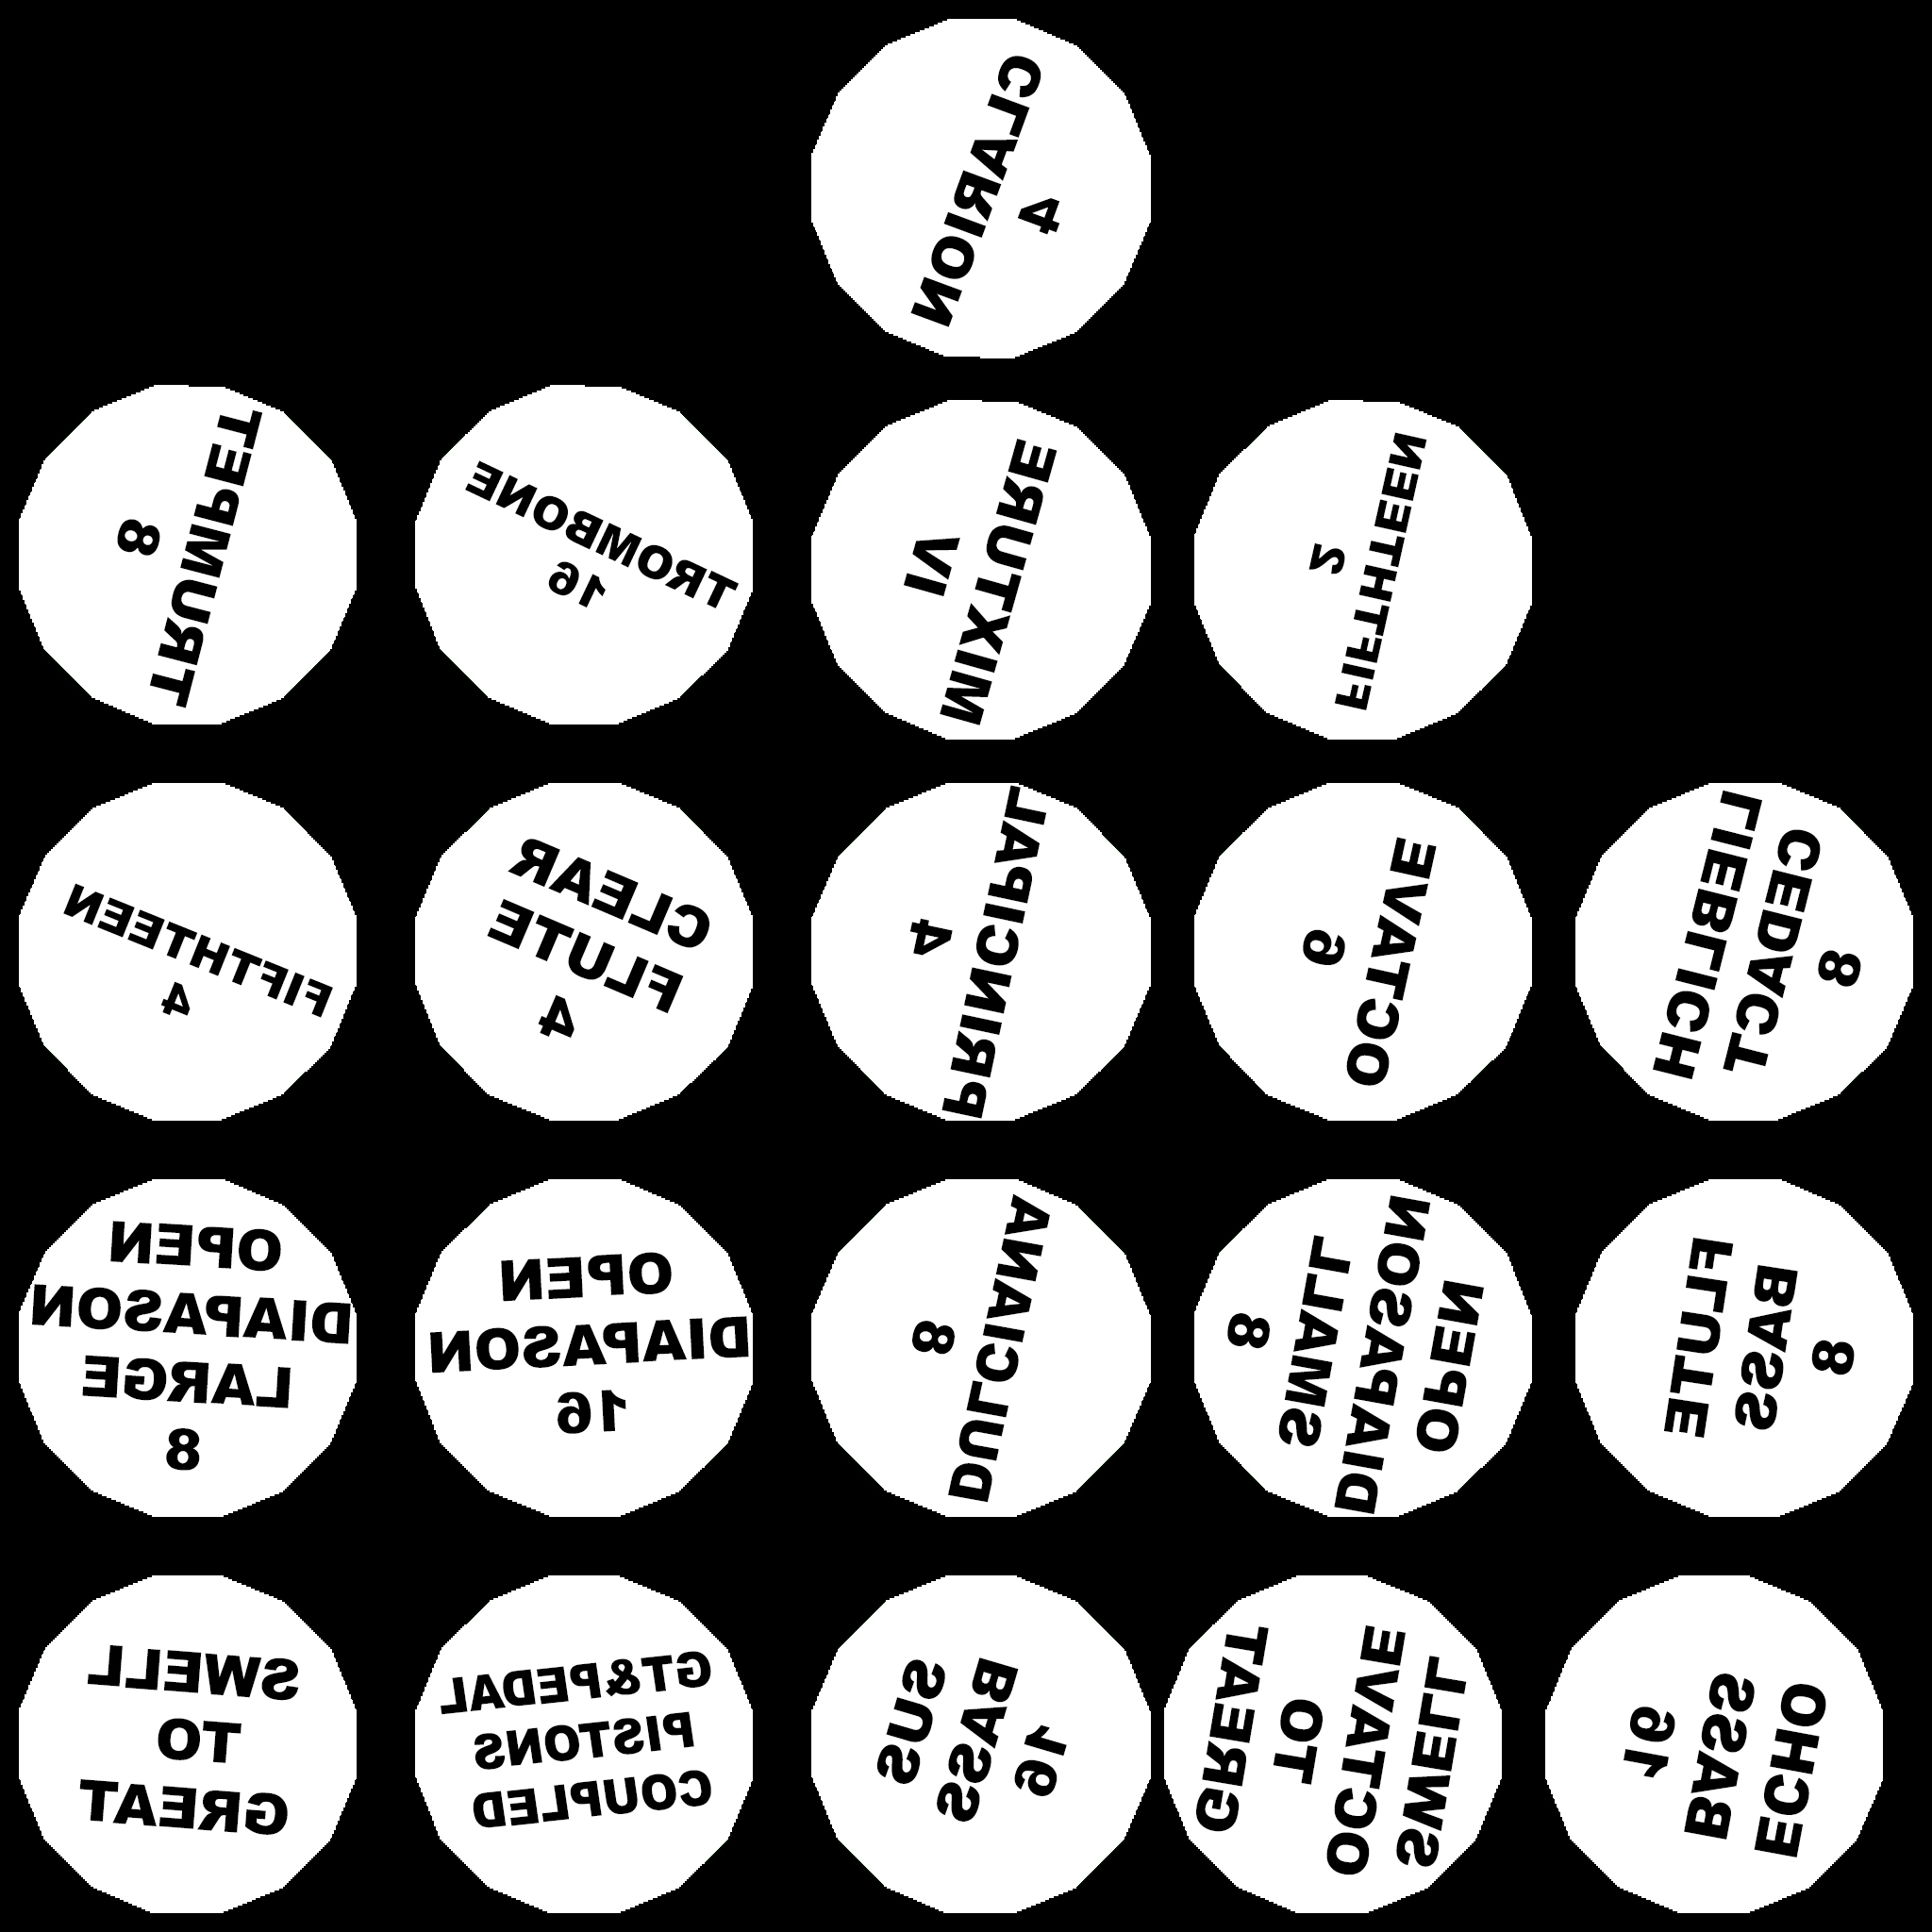 CLARION
4
TRUMPET
8
TROMBONE
16
MIXTURE
IV
FIFTHTEEN
2
FIFTHTEEN
4
CLEAR
FLUTE
4
PRINCIPAL
4
OCTAVE
6
LIEBLICH
CEDACT
8
OPEN
DIAPASON
LARGE
8
OPEN
DIAPASON
16
DULCIANA
8
OPEN
DIAPASON
SMALL
8
FLUTE
BASS
8
SWELL
TO
GREAT
GT&PEDAL
PISTONS
COUPLED
SUS
BASS
16
SWELL
OCTAVE
TO
GREAT
ECHO
BASS
16